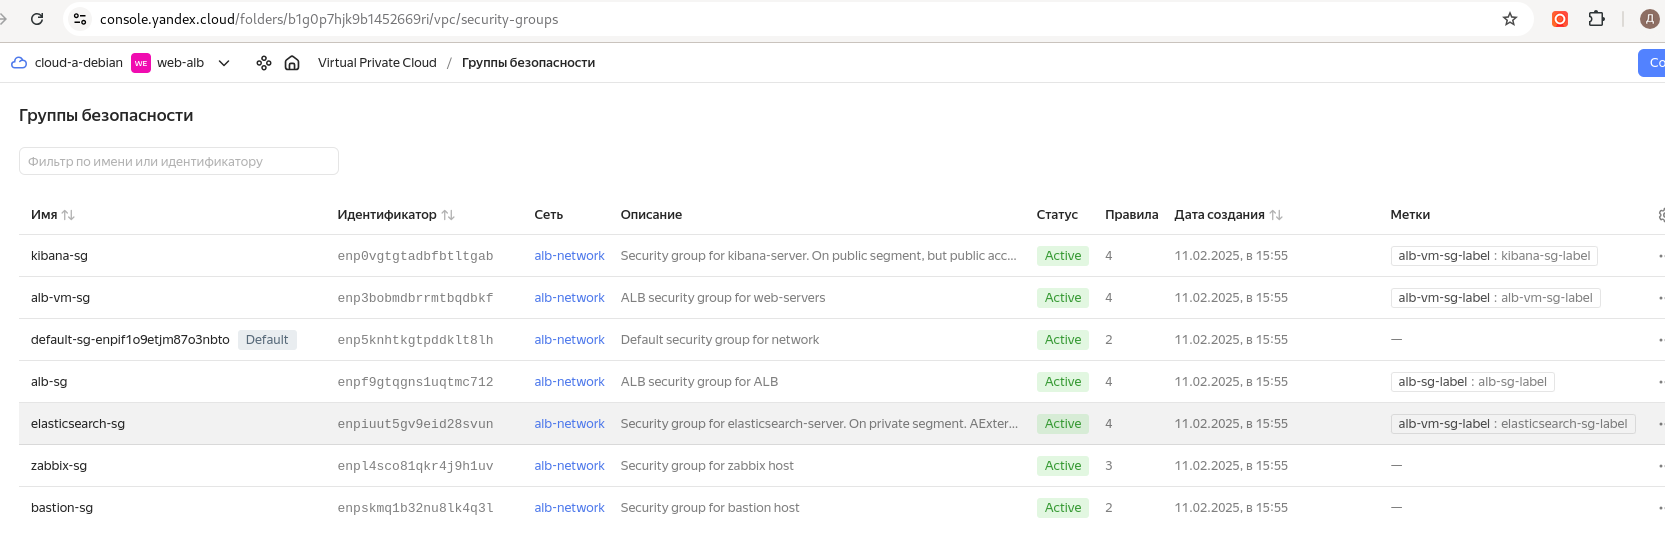 console.yandex.cloud/folders/b1g0p7hjk9b1452669ri/vpc/security-groups
Д
cloud-a-debian WE web-alb Virtual Private Cloud / Группы безопасности
Со
Группы безопасности
Фильтр по имени или идентификатору
Имя Идентификатор Сеть Описание Статус Правила Дата создания Метки
kibana-sg enp0vgtgtadbfbtltgab alb-network Security group for kibana-server. On public segment, but public acc... Active 4 11.02.2025, в 15:55 alb-vm-sg-label : kibana-sg-label
alb-vm-sg enp3bobmdbrrmtbqdbkf alb-network ALB security group for web-servers Active 4 11.02.2025, в 15:55 alb-vm-sg-label : alb-vm-sg-label
default-sg-enpif1o9etjm87o3nbto Default enp5knhtkgtpddklt8lh alb-network Default security group for network Active 2 11.02.2025, в 15:55 —
alb-sg enpf9gtqgns1uqtmc712 alb-network ALB security group for ALB Active 4 11.02.2025, в 15:55 alb-sg-label : alb-sg-label
elasticsearch-sg enpiuut5gv9eid28svun alb-network Security group for elasticsearch-server. On private segment. AExter... Active 4 11.02.2025, в 15:55 alb-vm-sg-label : elasticsearch-sg-label
zabbix-sg enpl4sco81qkr4j9h1uv alb-network Security group for zabbix host Active 3 11.02.2025, в 15:55 —
bastion-sg enpskmq1b32nu8lk4q3l alb-network Security group for bastion host Active 2 11.02.2025, в 15:55 —